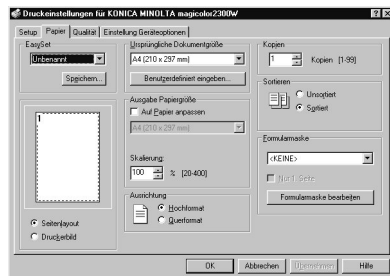 Druckeinstellungen für KONICA MINOLTA magicolor2300W
Setup Papier Qualität Einstellung Geräteoptionen
EasySet
Unbenannt
Speichern...
1
Seitenlayout
Druckerbild
Ursprüngliche Dokumentgröße
A4 (210 x 297 mm)
Benutzerdefiniert eingeben...
Ausgabe Papiergröße
Auf Papier anpassen
A4 (210 x 297 mm)
Skalierung:
100 % [20-400]
Ausrichtung
Hochformat
Querformat
Kopien
1 Kopien [1-99]
Sortieren
Unsortiert
Sortiert
Formularmaske
<KEINE>
Nur 1. Seite
Formularmaske bearbeiten
OK Abbrechen Übernehmen Hilfe